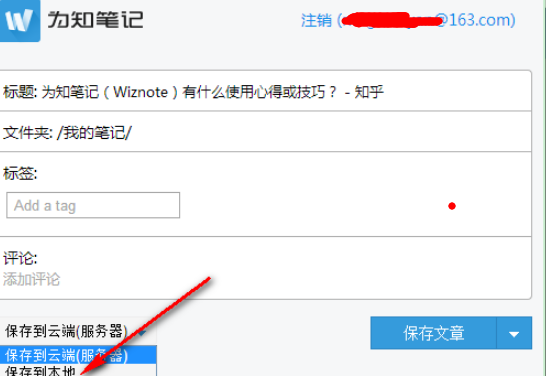 为知笔记
注销 (@163.com)
标题: 为知笔记（Wiznote）有什么使用心得或技巧？ - 知乎
文件夹: /我的笔记/
标签:
Add a tag
评论:
添加评论
保存到云端(服务器)
保存文章
保存到云端(服务器)
保存到本地